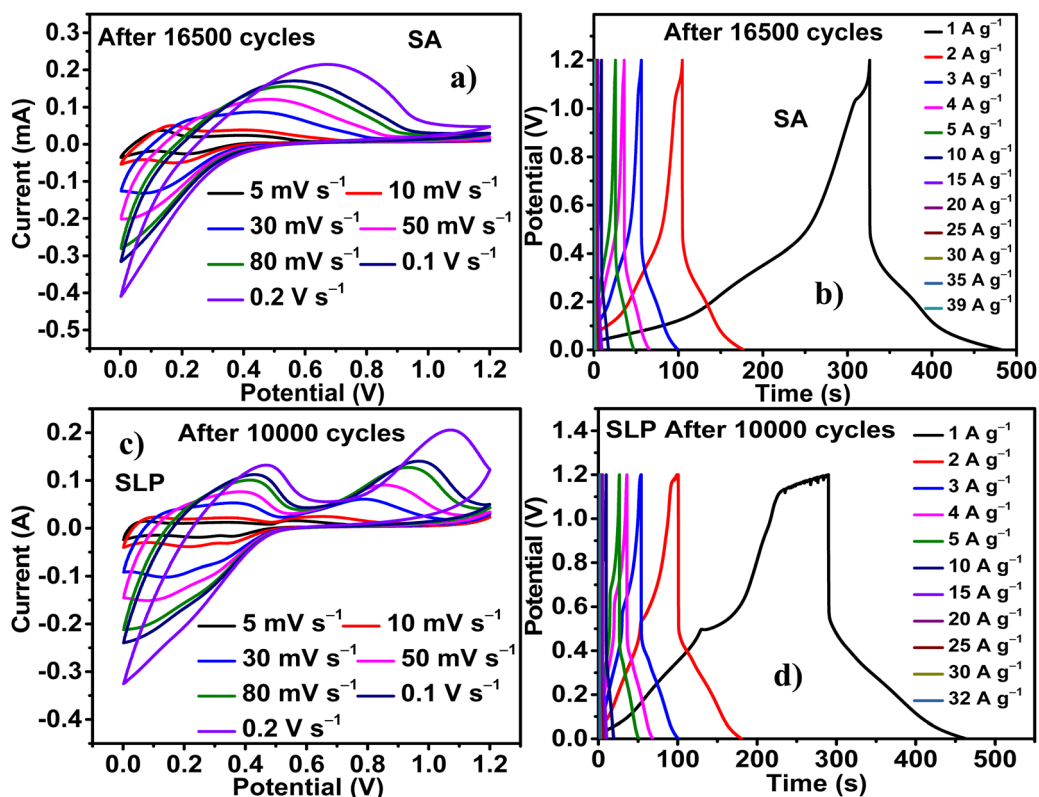 After 16500 cycles SA
a)
Current (mA)
0.3
0.2
0.1
0.0
-0.1
-0.2
-0.3
-0.4
-0.5
5 mV s⁻¹ 10 mV s⁻¹
30 mV s⁻¹ 50 mV s⁻¹
80 mV s⁻¹ 0.1 V s⁻¹
0.2 V s⁻¹
0.0 0.2 0.4 0.6 0.8 1.0 1.2
Potential (V)
After 16500 cycles
SA
b)
Potential (V)
1.2
1.0
0.8
0.6
0.4
0.2
0.0
1 A g⁻¹
2 A g⁻¹
3 A g⁻¹
4 A g⁻¹
5 A g⁻¹
10 A g⁻¹
15 A g⁻¹
20 A g⁻¹
25 A g⁻¹
30 A g⁻¹
35 A g⁻¹
39 A g⁻¹
0 100 200 300 400 500
Time (s)
c) After 10000 cycles
SLP
Current (A)
0.2
0.1
0.0
-0.1
-0.2
-0.3
-0.4
5 mV s⁻¹ 10 mV s⁻¹
30 mV s⁻¹ 50 mV s⁻¹
80 mV s⁻¹ 0.1 V s⁻¹
0.2 V s⁻¹
0.0 0.2 0.4 0.6 0.8 1.0 1.2
Potential (V)
SLP After 10000 cycles
d)
Potential (V)
1.4
1.2
1.0
0.8
0.6
0.4
0.2
0.0
1 A g⁻¹
2 A g⁻¹
3 A g⁻¹
4 A g⁻¹
5 A g⁻¹
10 A g⁻¹
15 A g⁻¹
20 A g⁻¹
25 A g⁻¹
30 A g⁻¹
32 A g⁻¹
0 100 200 300 400 500
Time (s)